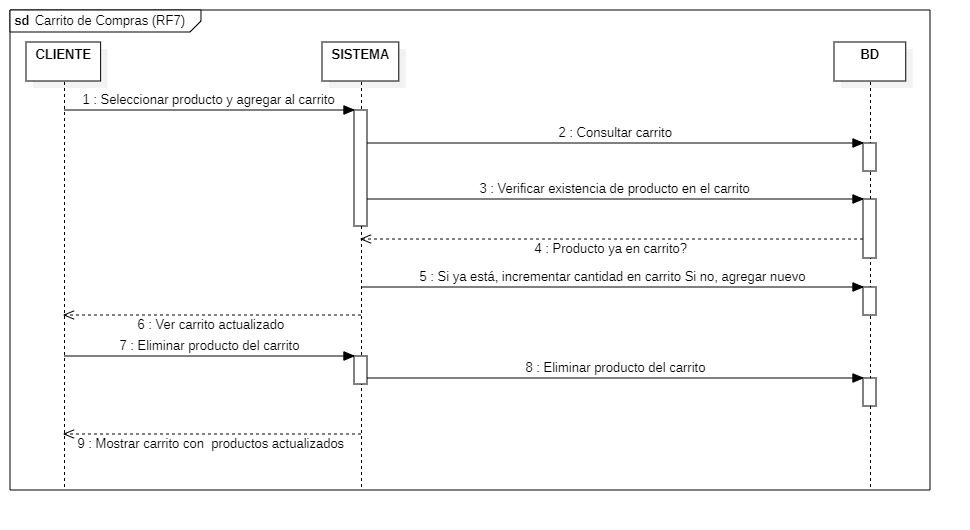 sd Carrito de Compras (RF7)
CLIENTE
SISTEMA
BD
1 : Seleccionar producto y agregar al carrito
2 : Consultar carrito
3 : Verificar existencia de producto en el carrito
4 : Producto ya en carrito?
5 : Si ya está, incrementar cantidad en carrito Si no, agregar nuevo
6 : Ver carrito actualizado
7 : Eliminar producto del carrito
8 : Eliminar producto del carrito
9 : Mostrar carrito con  productos actualizados